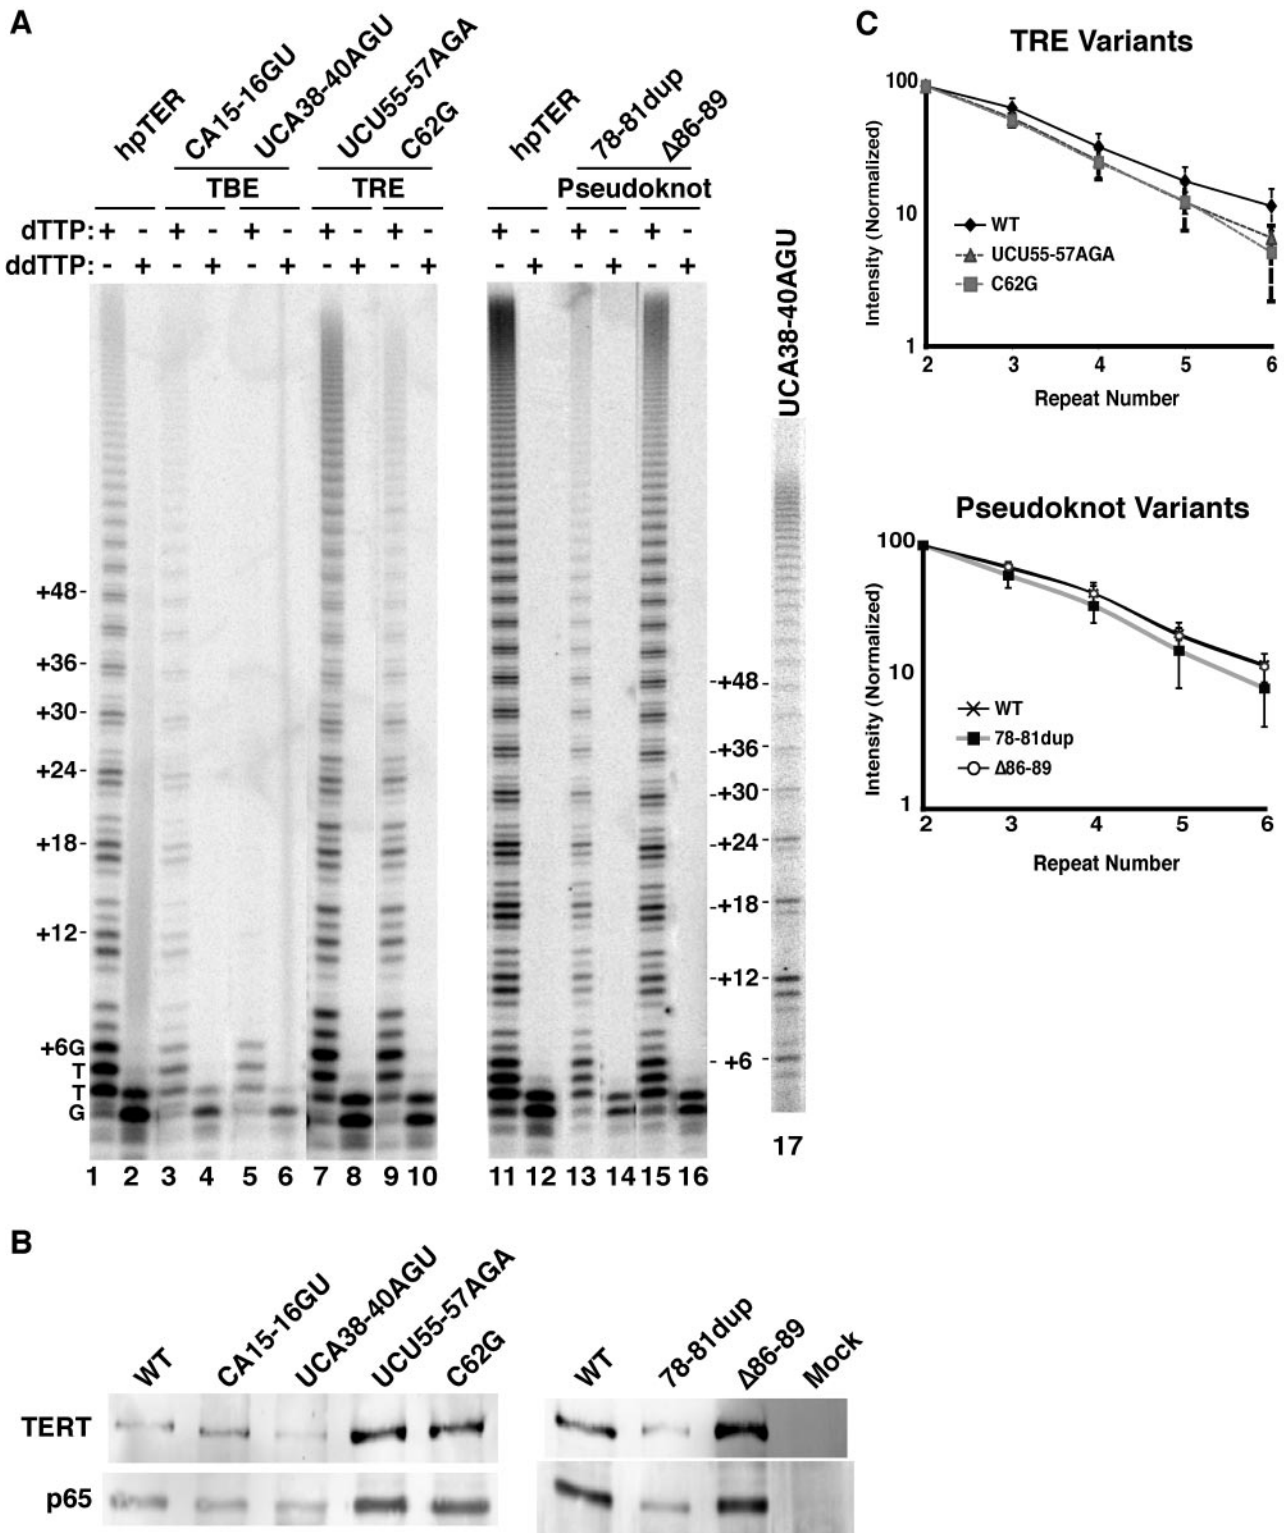 A
hpTER
CA15-16GU
UCA38-40AGU
UCU55-57AGA
C62G
hpTER
78-81dup
Δ86-89
TBE
TRE
Pseudoknot
dTTP: + - + - + - + - + - + - + - + -
ddTTP: - + - + - + - + - + - + - + - +
UCA38-40AGU
+48-
+36-
+30-
+24-
+18-
+12-
+6G
T
T
G
-+48-
-+36-
-+30-
-+24-
-+18-
-+12-
-+6-
1 2 3 4 5 6 7 8 9 10 11 12 13 14 15 16
17
B
WT
CA15-16GU
UCA38-40AGU
UCU55-57AGA
C62G
WT
78-81dup
Δ86-89
Mock
TERT
p65
C
TRE Variants
Intensity (Normalized)
100
10
1
WT
UCU55-57AGA
C62G
2 3 4 5 6
Repeat Number
Pseudoknot Variants
Intensity (Normalized)
100
10
1
WT
78-81dup
Δ86-89
2 3 4 5 6
Repeat Number